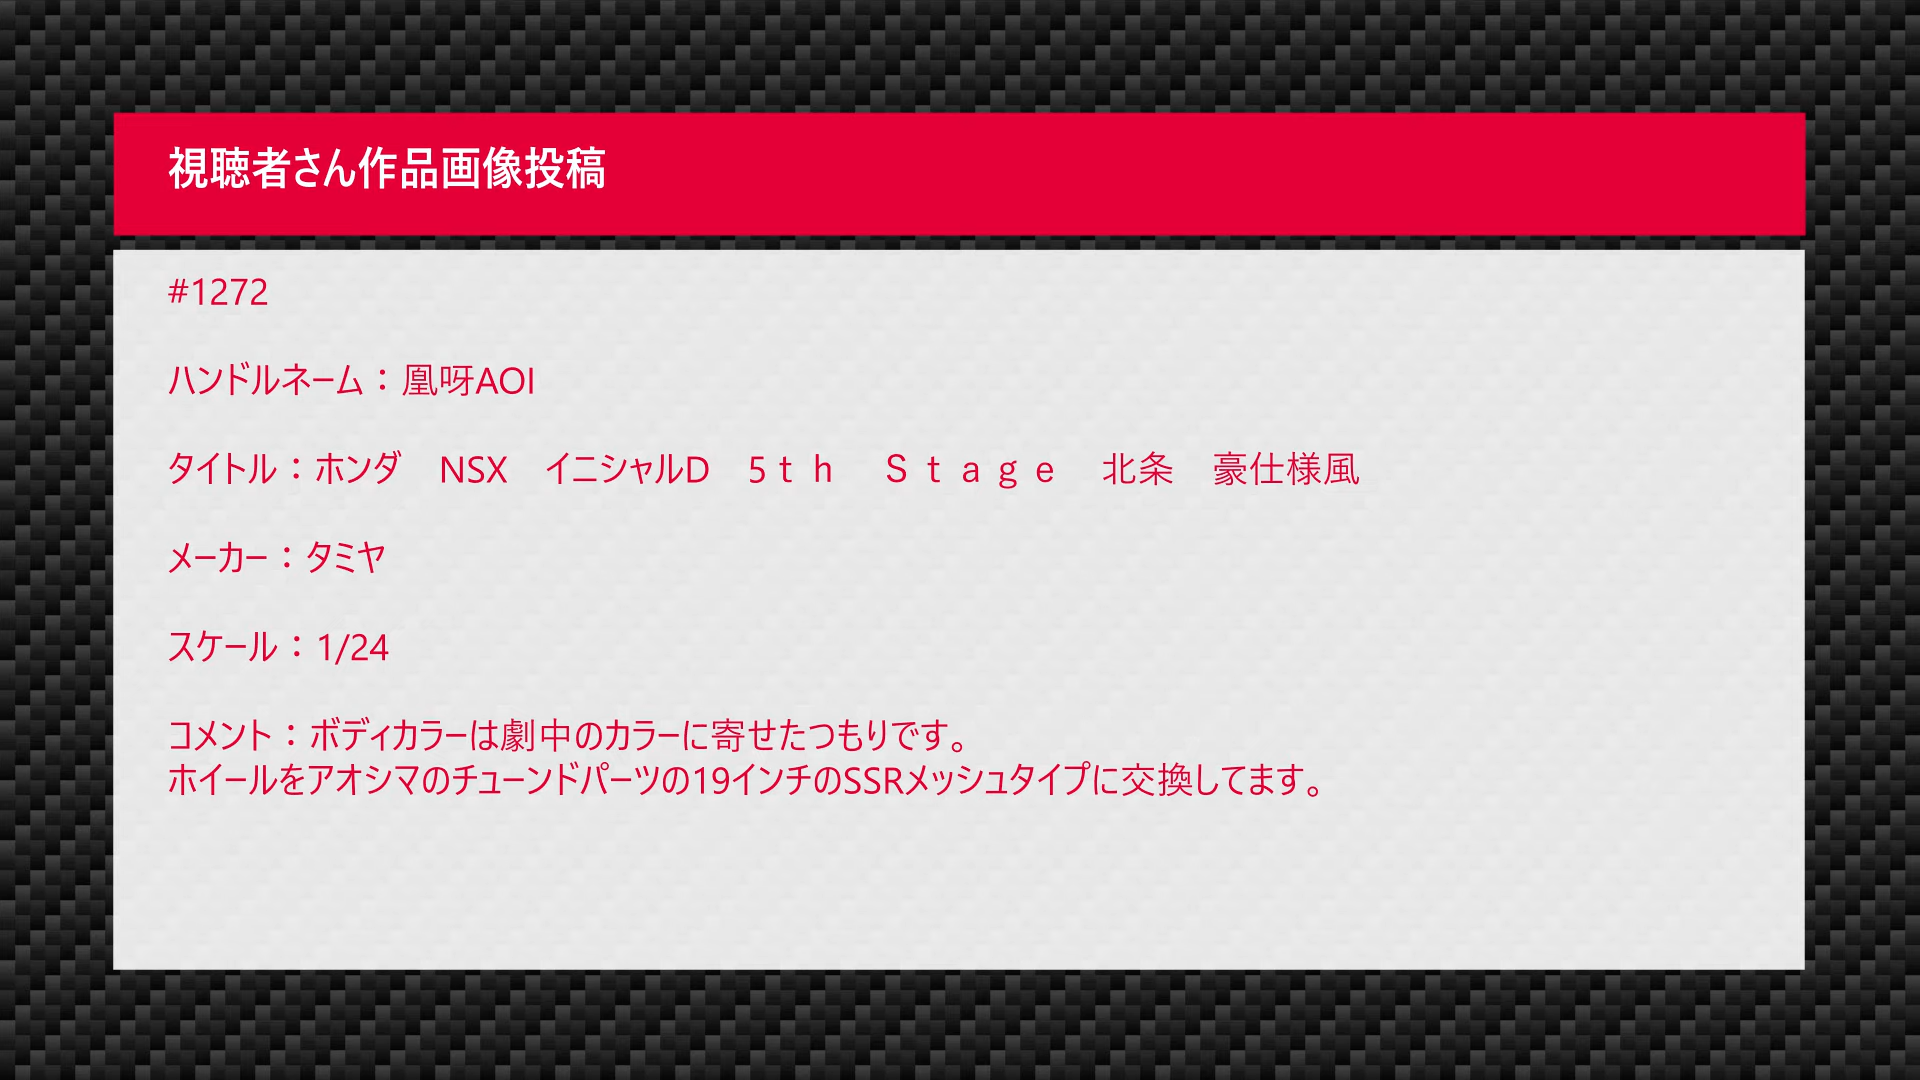 視聴者さん作品画像投稿
#1272
ハンドルネーム：凰呀AOI
タイトル：ホンダ　NSX　イニシャルD　5ｔｈ　Ｓｔａｇｅ　北条　豪仕様風
メーカー：タミヤ
スケール：1/24
コメント：ボディカラーは劇中のカラーに寄せたつもりです。
ホイールをアオシマのチューンドパーツの19インチのSSRメッシュタイプに交換してます。